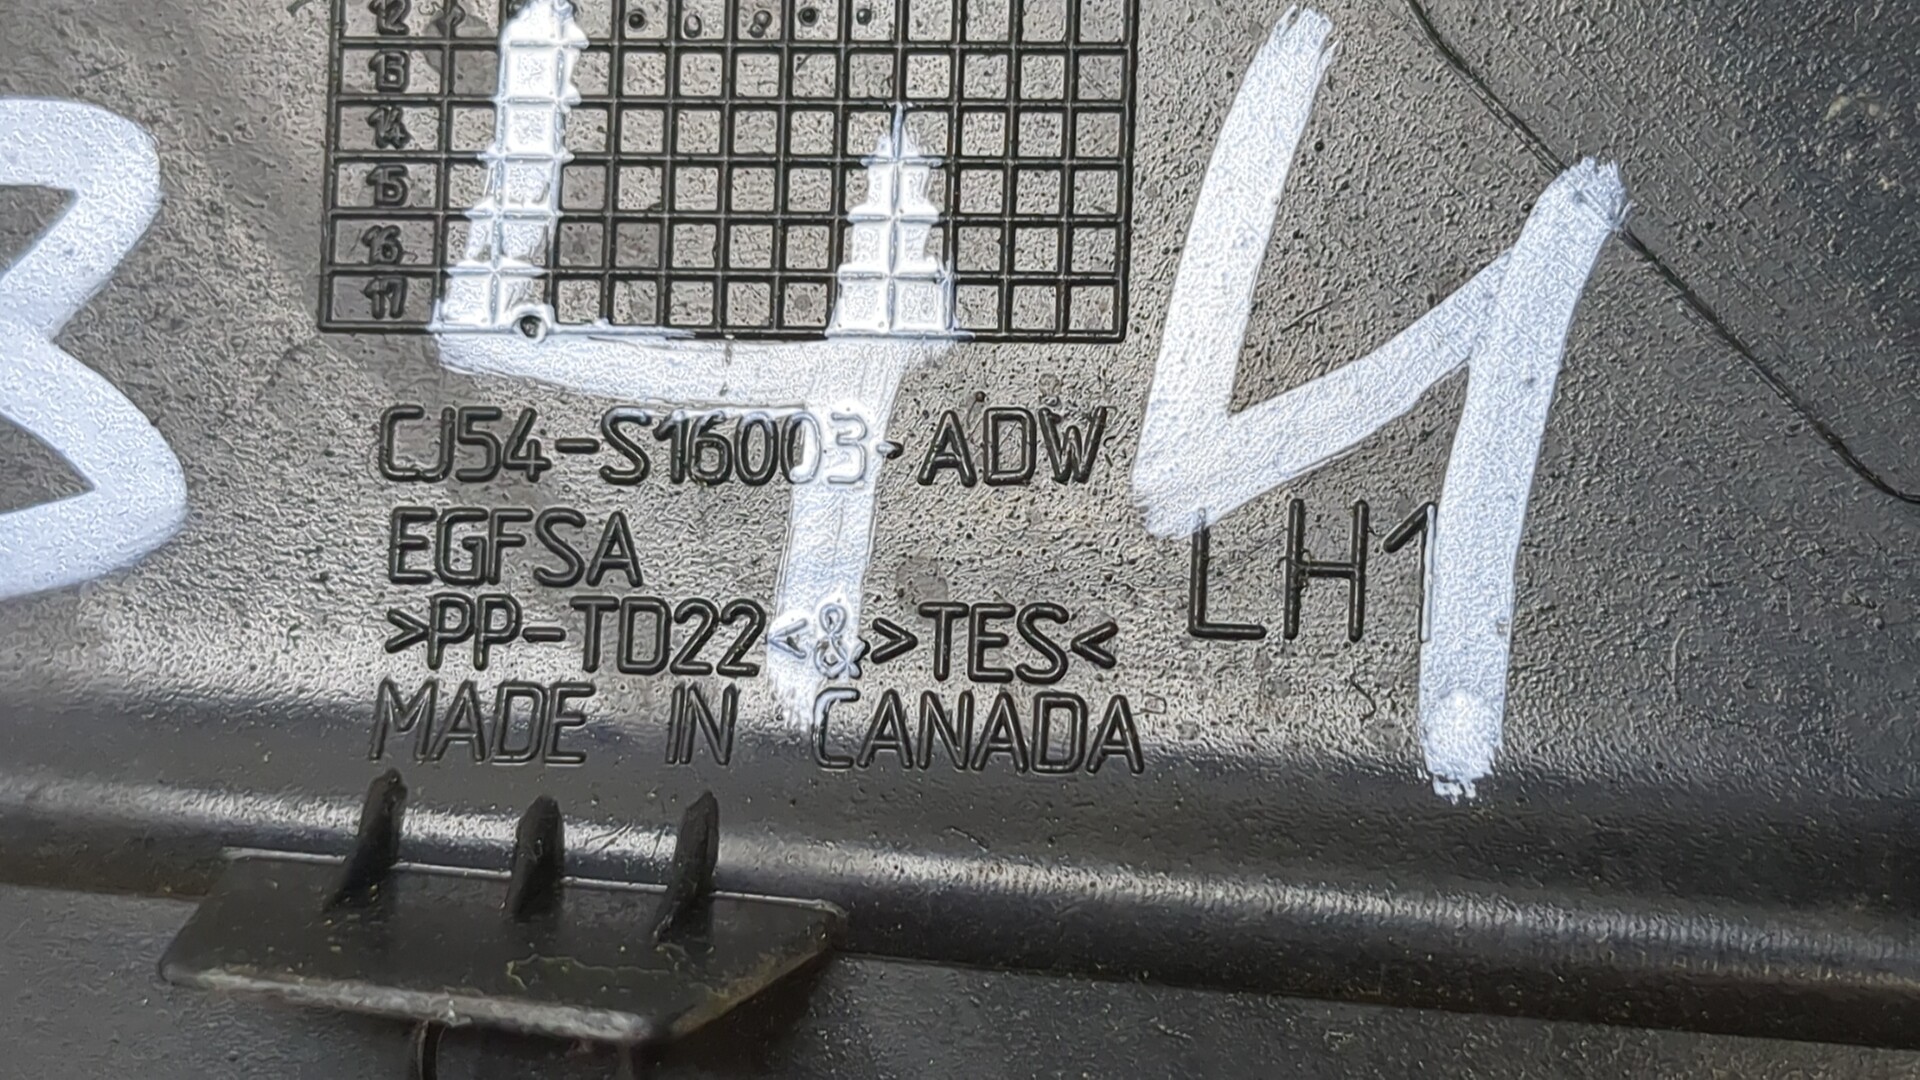 12
13
14
15
16
17
3 4 4
CJ54-S16003-ADW
EGFSA
LH1
>PP-TD22<&>TES<
MADE IN CANADA